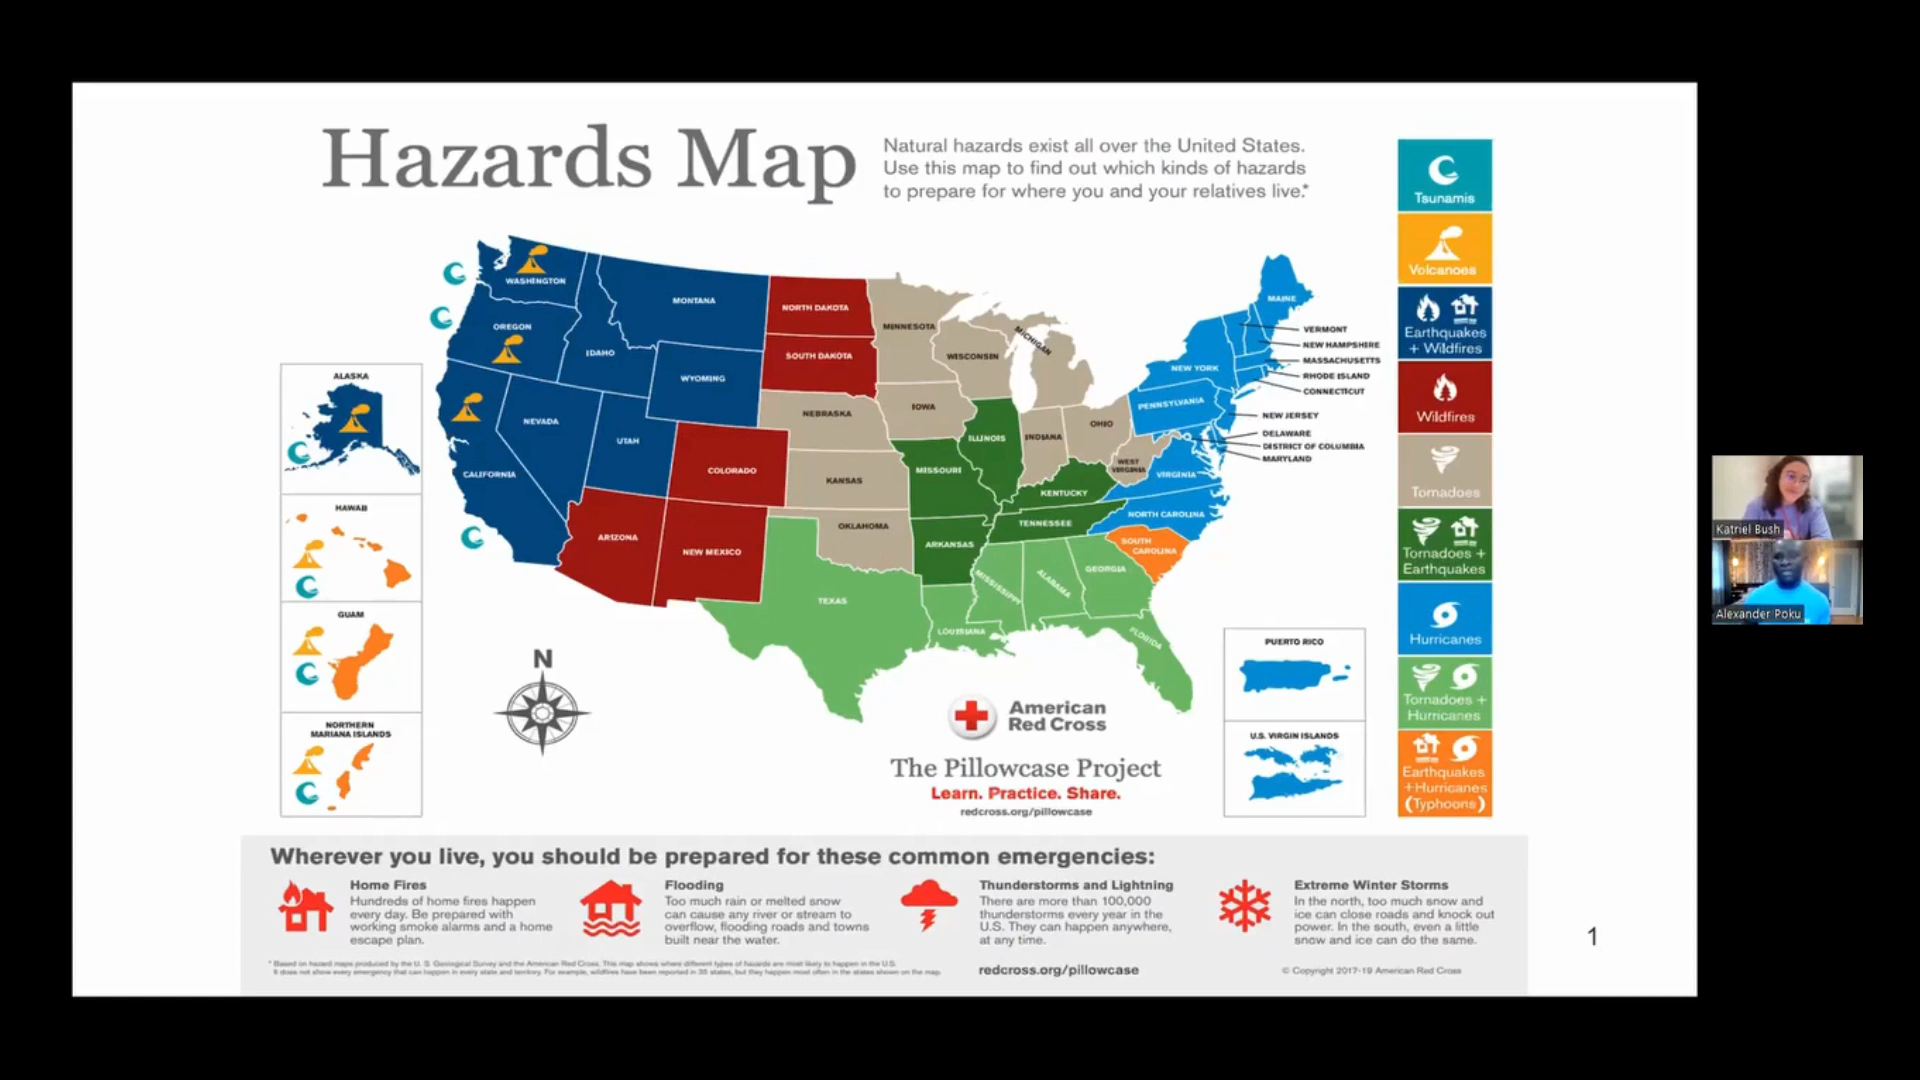 Hazards Map
Natural hazards exist all over the United States.
Use this map to find out which kinds of hazards
to prepare for where you and your relatives live.*
Tsunamis
Volcanoes
Earthquakes
+ Wildfires
Wildfires
Tornadoes
Tornadoes +
Earthquakes
Hurricanes
Tornadoes +
Hurricanes
Earthquakes
+Hurricanes
(Typhoons)
WASHINGTON
OREGON
IDAHO
MONTANA
WYOMING
NEVADA
UTAH
CALIFORNIA
NORTH DAKOTA
SOUTH DAKOTA
COLORADO
ARIZONA
NEW MEXICO
NEBRASKA
KANSAS
OKLAHOMA
TEXAS
MINNESOTA
IOWA
WISCONSIN
MICHIGAN
ILLINOIS
INDIANA
OHIO
MISSOURI
ARKANSAS
KENTUCKY
TENNESSEE
WEST
VIRGINIA
MISSISSIPPI
ALABAMA
GEORGIA
LOUISIANA
FLORIDA
SOUTH
CAROLINA
NORTH CAROLINA
VIRGINIA
PENNSYLVANIA
NEW YORK
MAINE
VERMONT
NEW HAMPSHIRE
MASSACHUSETTS
RHODE ISLAND
CONNECTICUT
NEW JERSEY
DELAWARE
DISTRICT OF COLUMBIA
MARYLAND
ALASKA
HAWAII
GUAM
NORTHERN
MARIANA ISLANDS
N
PUERTO RICO
U.S. VIRGIN ISLANDS
American
Red Cross
The Pillowcase Project
Learn. Practice. Share.
redcross.org/pillowcase
Katriel Bush
Alexander Poku
Wherever you live, you should be prepared for these common emergencies:
Home Fires
Hundreds of home fires happen
every day. Be prepared with
working smoke alarms and a home
escape plan.
Flooding
Too much rain or melted snow
can cause any river or stream to
overflow, flooding roads and towns
built near the water.
Thunderstorms and Lightning
There are more than 100,000
thunderstorms every year in the
U.S. They can happen anywhere,
at any time.
Extreme Winter Storms
In the north, too much snow and
ice can close roads and knock out
power. In the south, even a little
snow and ice can do the same.
* Based on hazard maps produced by the U. S. Geological Survey and the American Red Cross. This map shows where different types of hazards are most likely to happen in the U.S.
It does not show every emergency that can happen in every state and territory. For example, wildfires have been reported in 35 states, but they happen most often in the states shown on the map.
redcross.org/pillowcase
© Copyright 2017-19 American Red Cross
1